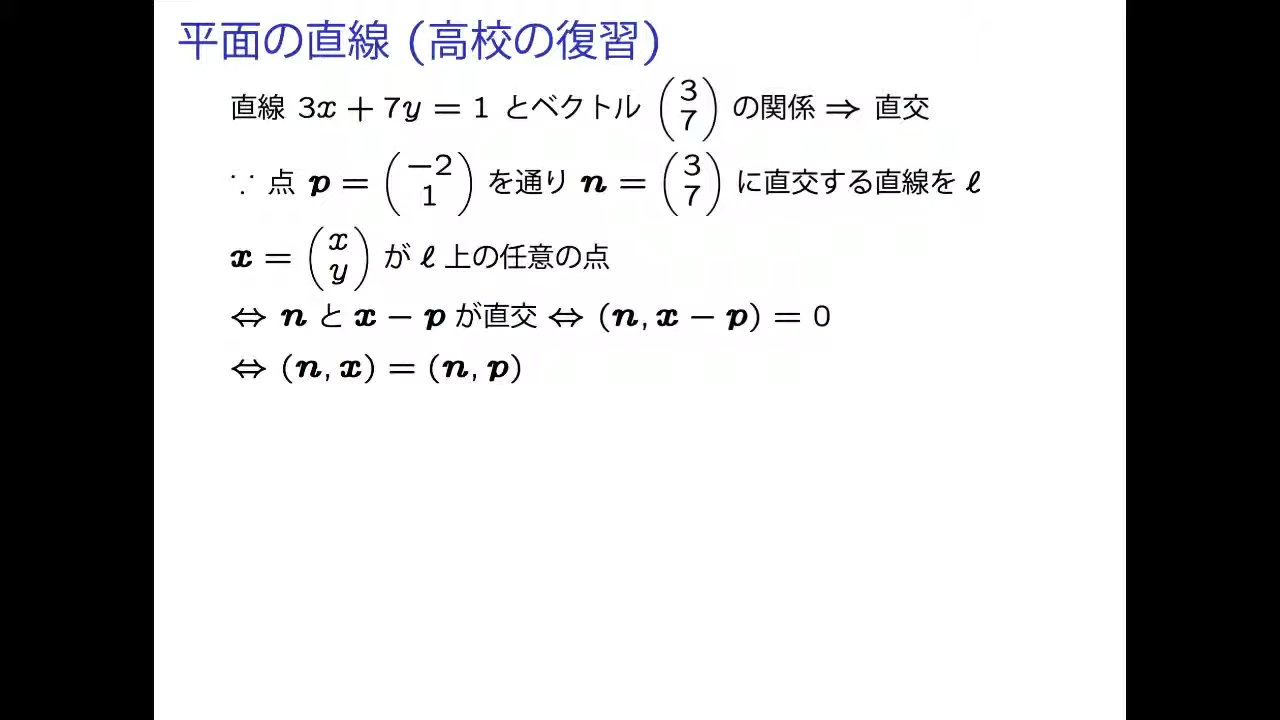 平面の直線 (高校の復習)
直線 3x + 7y = 1 とベクトル (3 7) の関係 ⇒ 直交
∵ 点 p = (−2 1) を通り n = (3 7) に直交する直線を ℓ
x = (x y) が ℓ 上の任意の点
⇔ n と x − p が直交 ⇔ (n, x − p) = 0
⇔ (n, x) = (n, p)